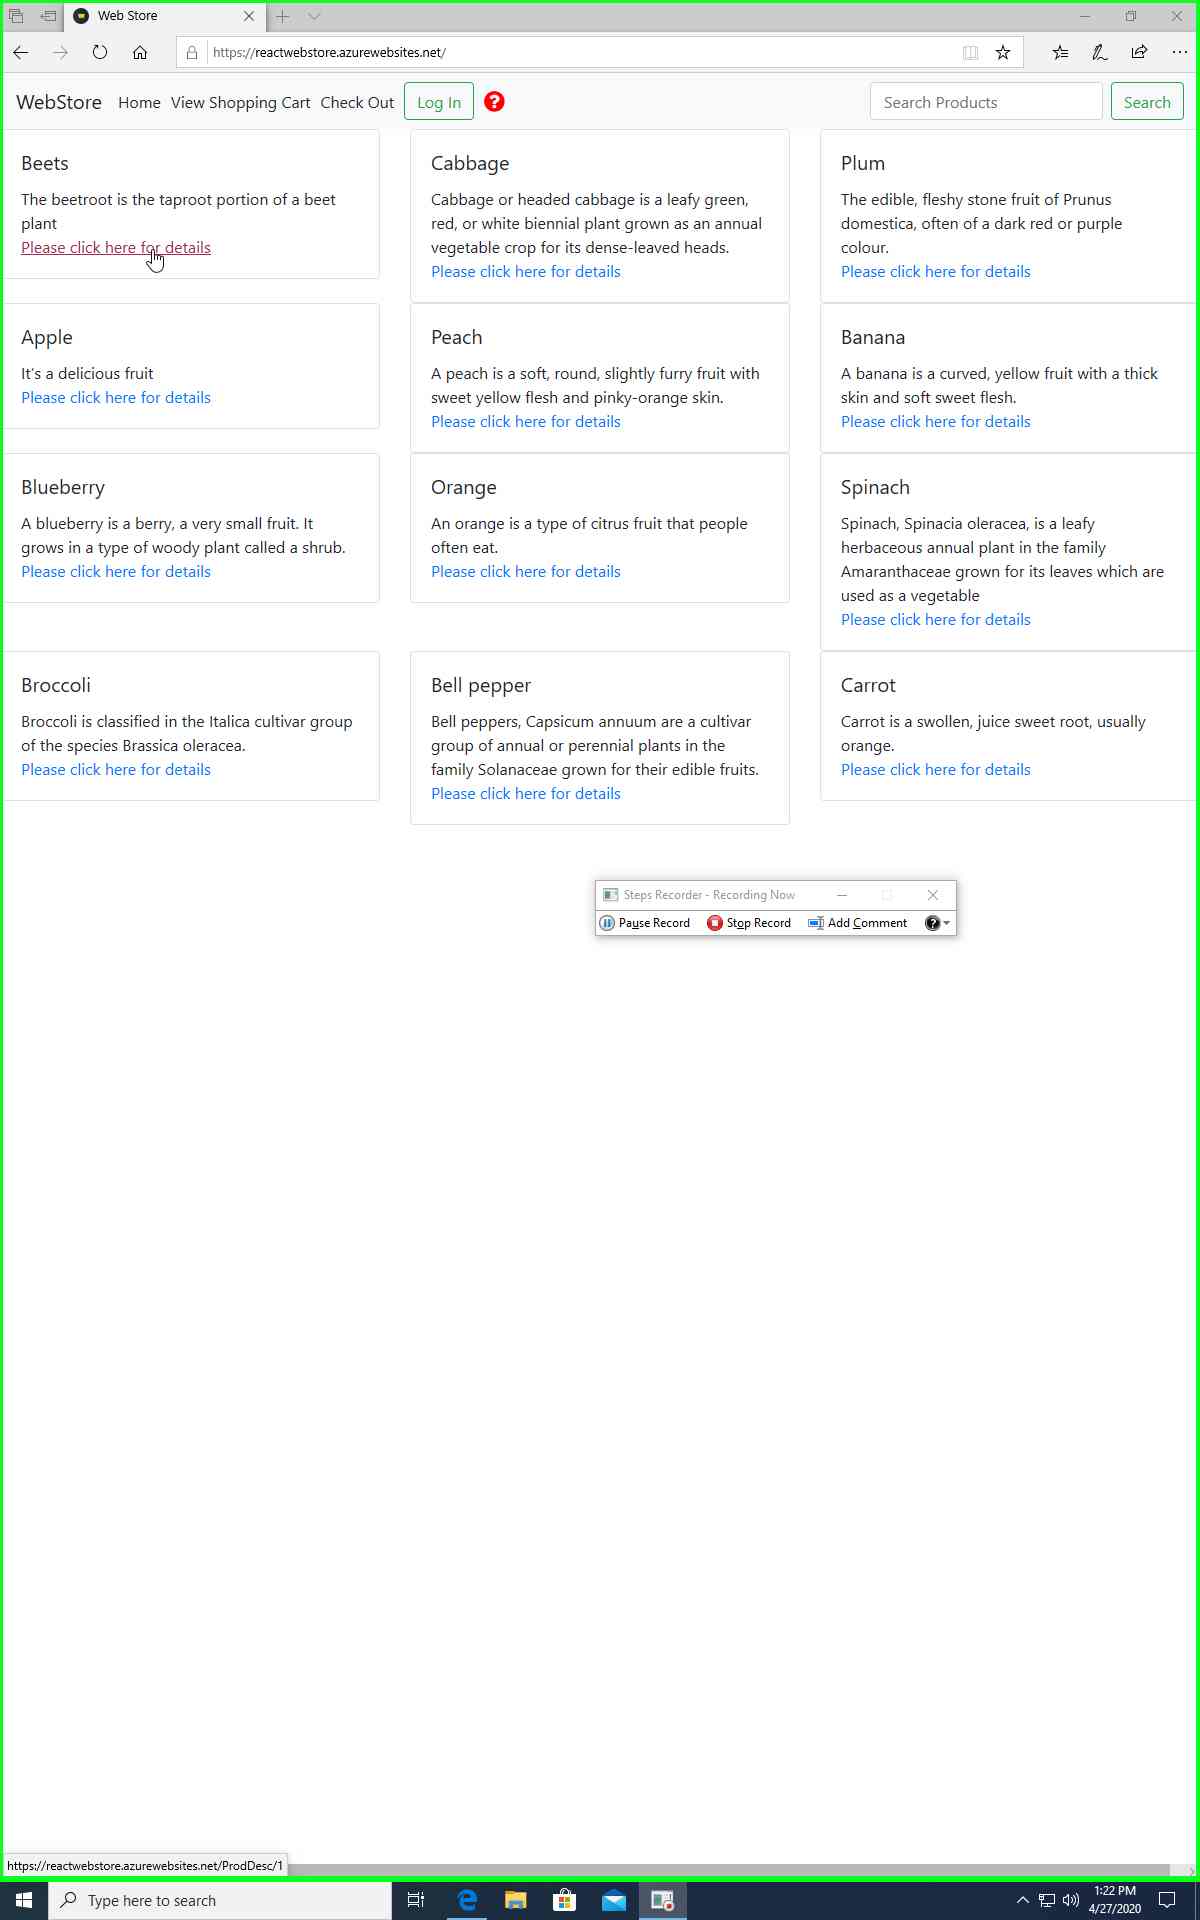 Web Store
https://reactwebstore.azurewebsites.net/
WebStore Home View Shopping Cart Check Out Log In ? Search Products Search
Beets
The beetroot is the taproot portion of a beet
plant
Please click here for details
Cabbage
Cabbage or headed cabbage is a leafy green,
red, or white biennial plant grown as an annual
vegetable crop for its dense-leaved heads.
Please click here for details
Plum
The edible, fleshy stone fruit of Prunus
domestica, often of a dark red or purple
colour.
Please click here for details
Apple
It's a delicious fruit
Please click here for details
Peach
A peach is a soft, round, slightly furry fruit with
sweet yellow flesh and pinky-orange skin.
Please click here for details
Banana
A banana is a curved, yellow fruit with a thick
skin and soft sweet flesh.
Please click here for details
Blueberry
A blueberry is a berry, a very small fruit. It
grows in a type of woody plant called a shrub.
Please click here for details
Orange
An orange is a type of citrus fruit that people
often eat.
Please click here for details
Spinach
Spinach, Spinacia oleracea, is a leafy
herbaceous annual plant in the family
Amaranthaceae grown for its leaves which are
used as a vegetable
Please click here for details
Broccoli
Broccoli is classified in the Italica cultivar group
of the species Brassica oleracea.
Please click here for details
Bell pepper
Bell peppers, Capsicum annuum are a cultivar
group of annual or perennial plants in the
family Solanaceae grown for their edible fruits.
Please click here for details
Carrot
Carrot is a swollen, juice sweet root, usually
orange.
Please click here for details
Steps Recorder - Recording Now
Pause Record Stop Record Add Comment ?
https://reactwebstore.azurewebsites.net/ProdDesc/1
Type here to search
1:22 PM
4/27/2020